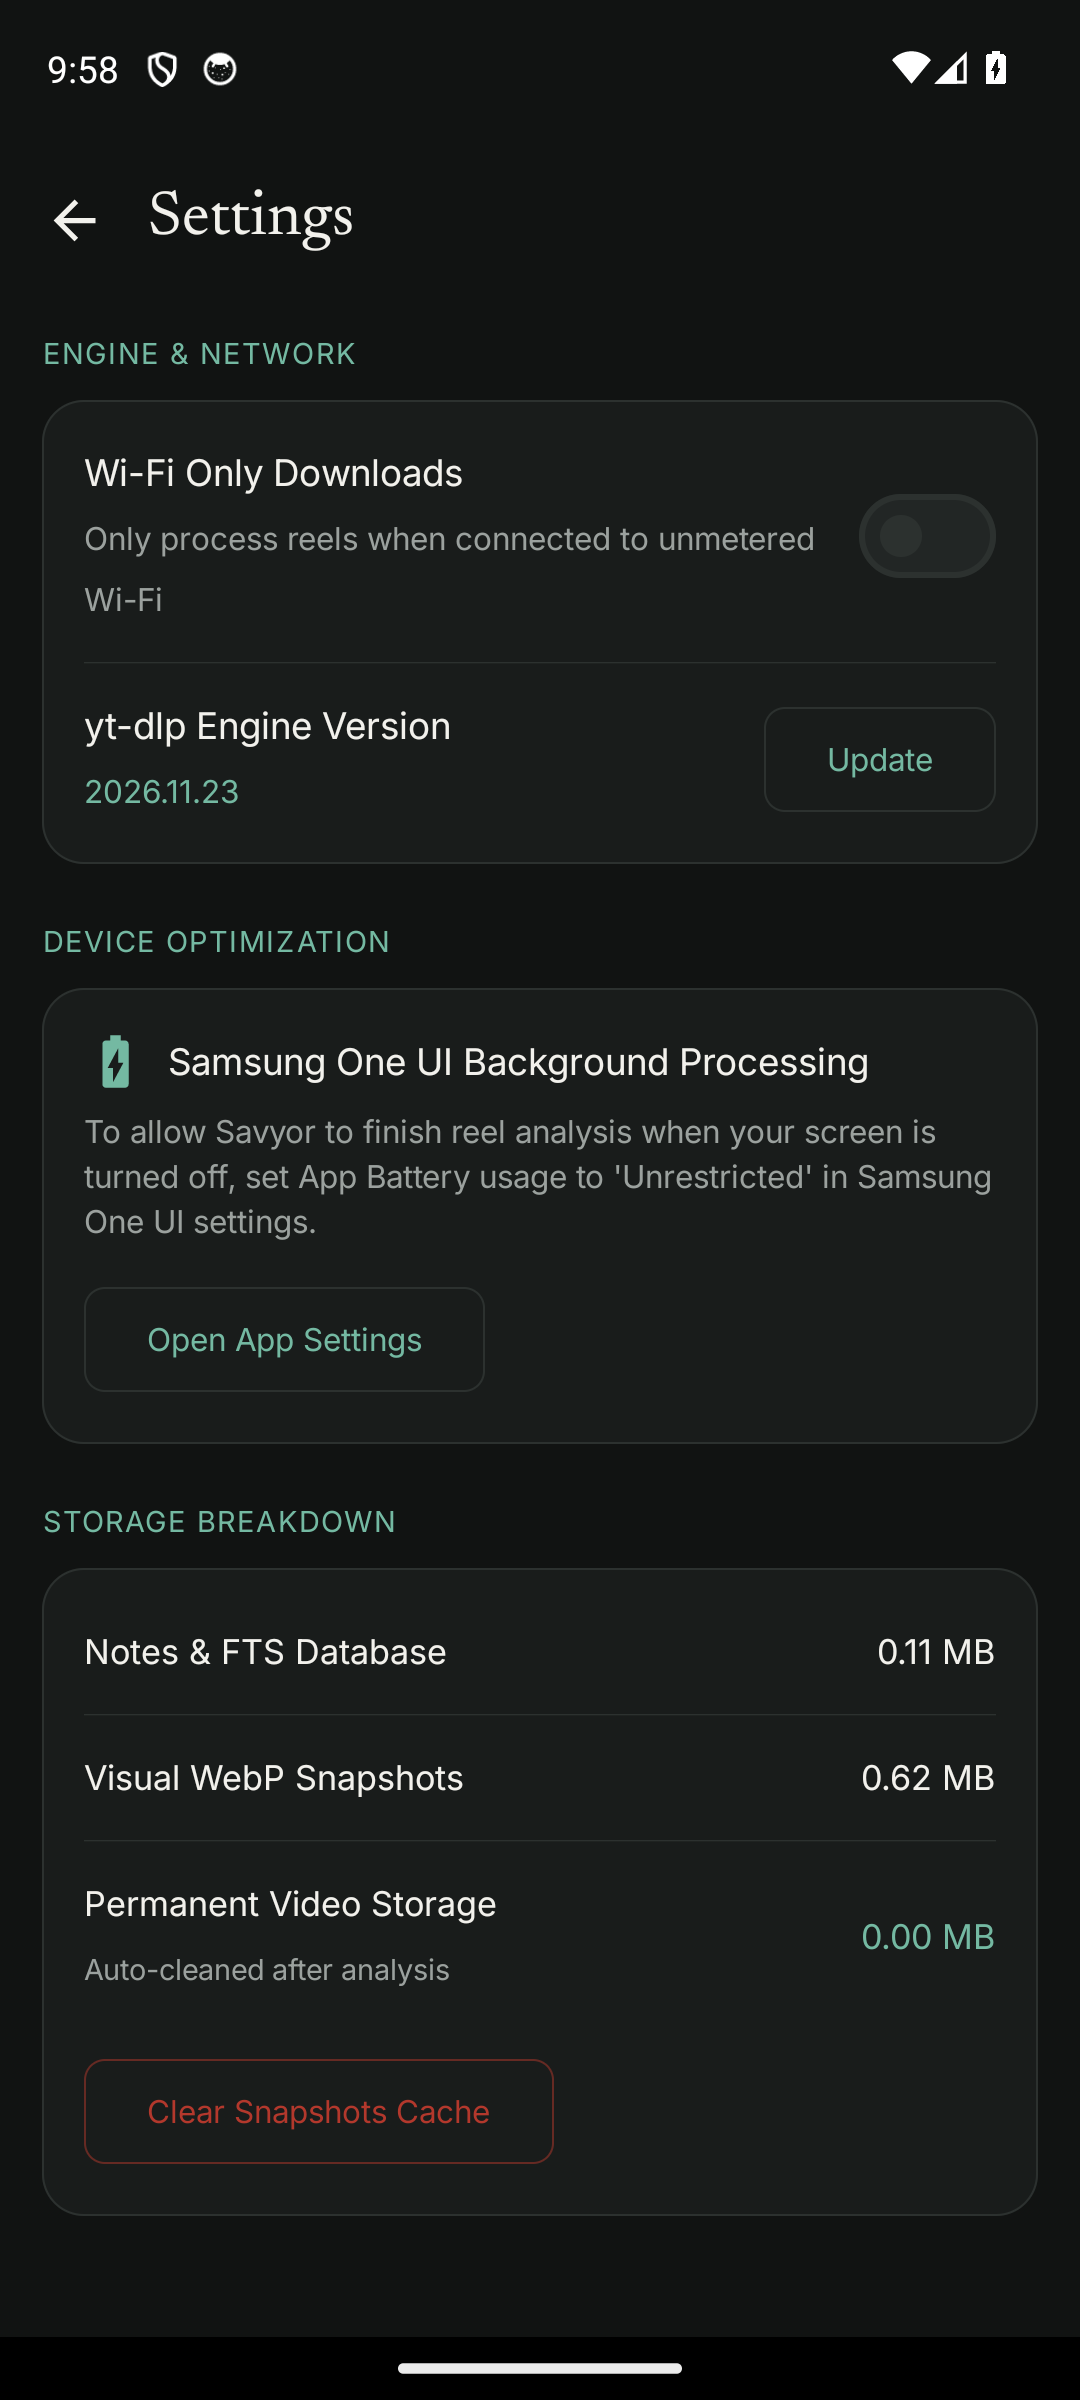 9:58
Settings
ENGINE & NETWORK
Wi-Fi Only Downloads
Only process reels when connected to unmetered
Wi-Fi
yt-dlp Engine Version
2026.11.23
Update
DEVICE OPTIMIZATION
Samsung One UI Background Processing
To allow Savyor to finish reel analysis when your screen is
turned off, set App Battery usage to 'Unrestricted' in Samsung
One UI settings.
Open App Settings
STORAGE BREAKDOWN
Notes & FTS Database
0.11 MB
Visual WebP Snapshots
0.62 MB
Permanent Video Storage
Auto-cleaned after analysis
0.00 MB
Clear Snapshots Cache